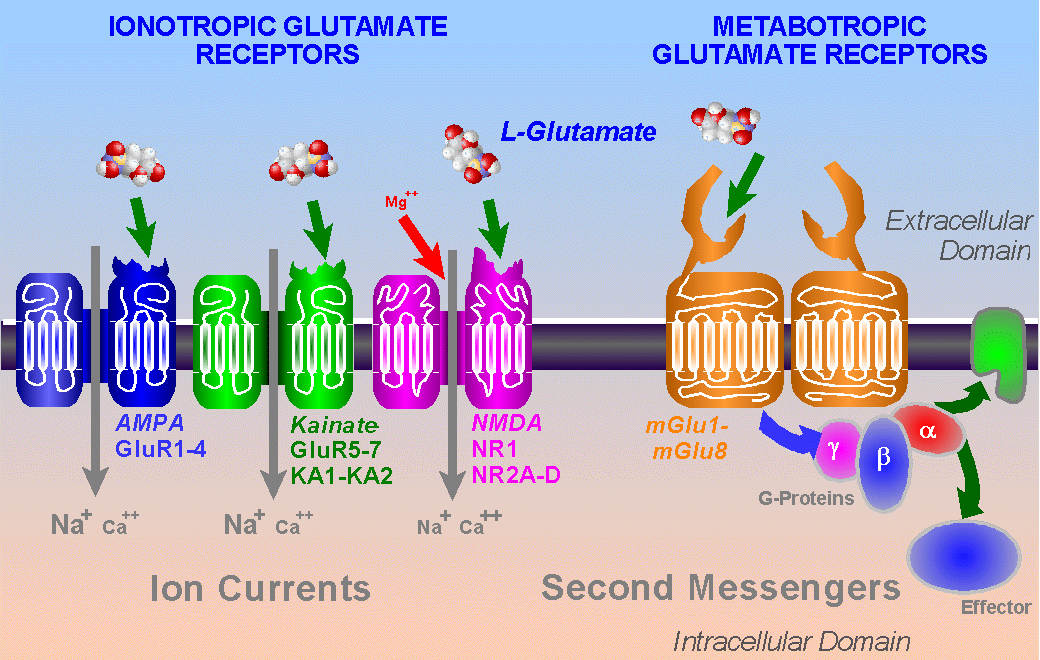 IONOTROPIC GLUTAMATE
RECEPTORS
METABOTROPIC
GLUTAMATE RECEPTORS
L-Glutamate
Mg++
Extracellular
Domain
AMPA
GluR1-4
Kainate
GluR5-7
KA1-KA2
NMDA
NR1
NR2A-D
mGlu1-
mGlu8
γ
β
α
G-Proteins
Na+ Ca++
Na+ Ca++
Na+ Ca++
Ion Currents
Second Messengers
Effector
Intracellular Domain